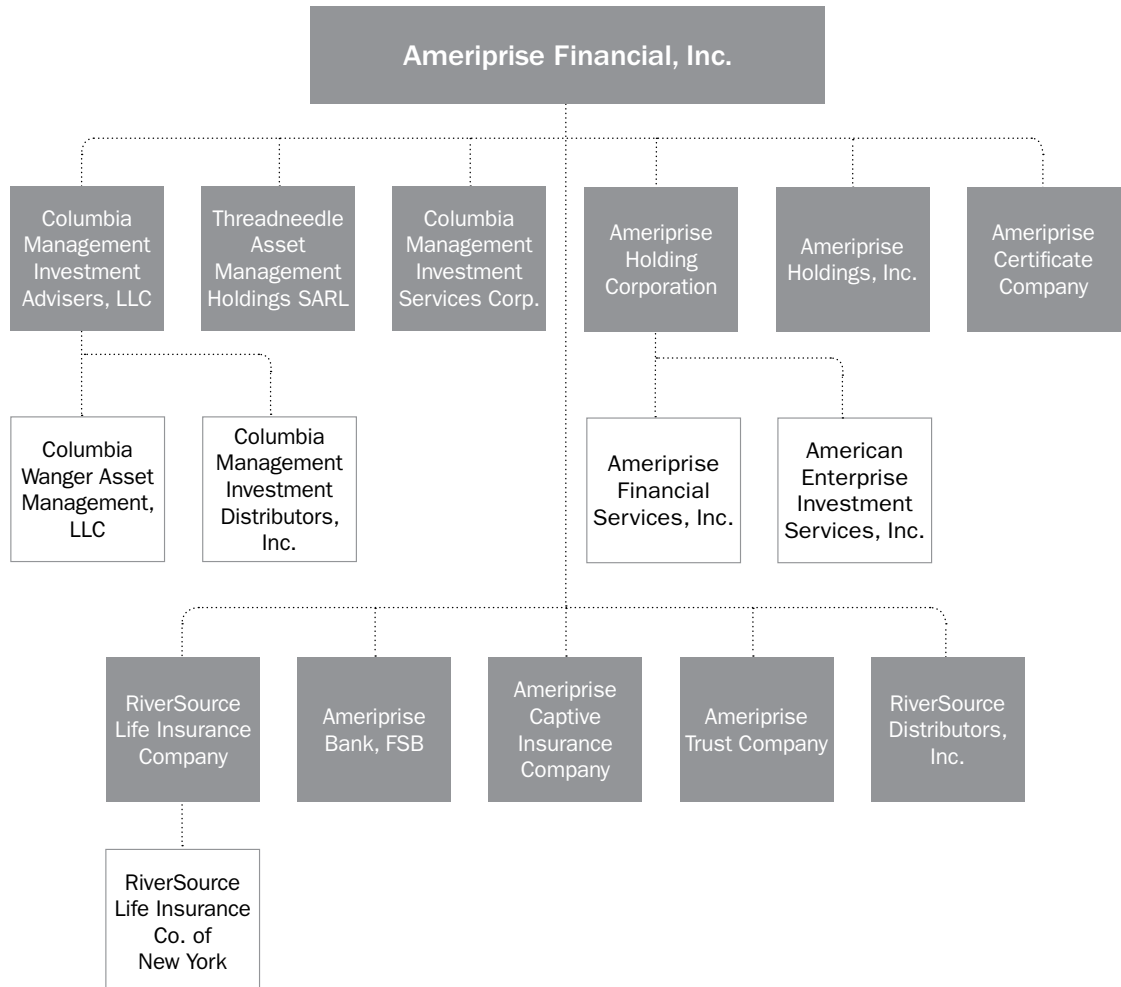 Ameriprise Financial, Inc.
Columbia
Management
Investment
Advisers, LLC
Threadneedle
Asset
Management
Holdings SARL
Columbia
Management
Investment
Services Corp.
Ameriprise
Holding
Corporation
Ameriprise
Holdings, Inc.
Ameriprise
Certificate
Company
Columbia
Wanger Asset
Management,
LLC
Columbia
Management
Investment
Distributors,
Inc.
Ameriprise
Financial
Services, Inc.
American
Enterprise
Investment
Services, Inc.
RiverSource
Life Insurance
Company
Ameriprise
Bank, FSB
Ameriprise
Captive
Insurance
Company
Ameriprise
Trust Company
RiverSource
Distributors,
Inc.
RiverSource
Life Insurance
Co. of
New York